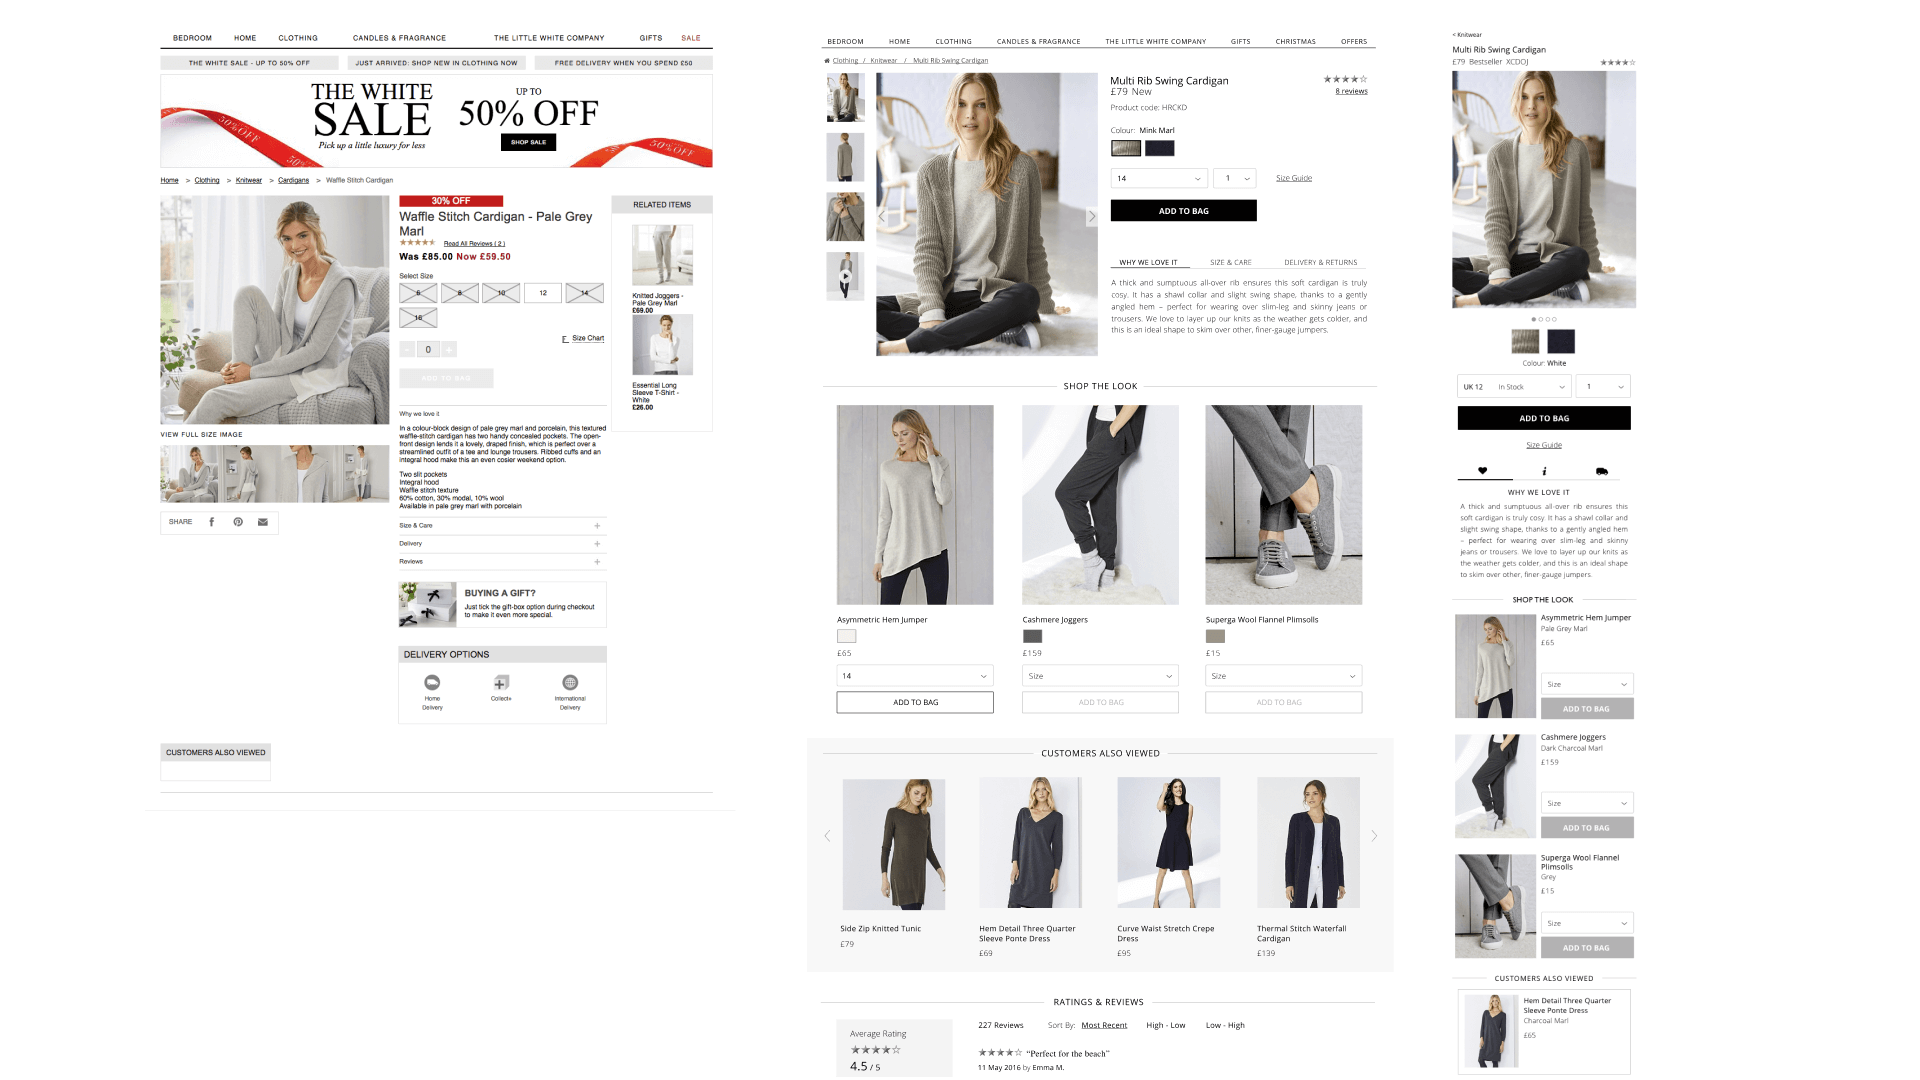 BEDROOM HOME CLOTHING CANDLES & FRAGRANCE THE LITTLE WHITE COMPANY GIFTS SALE
THE WHITE SALE - UP TO 50% OFF JUST ARRIVED: SHOP NEW IN CLOTHING NOW FREE DELIVERY WHEN YOU SPEND £50
THE WHITE
SALE
Pick up a little luxury for less
UP TO
50% OFF
SHOP SALE
50%OFF
50%
50%OFF
Home > Clothing > Knitwear > Cardigans > Waffle Stitch Cardigan
VIEW FULL SIZE IMAGE
SHARE
30% OFF
Waffle Stitch Cardigan - Pale Grey
Marl
Read All Reviews ( 2 )
Was £85.00 Now £59.50
Select Size
6 8 10 12 14
16
Size Chart
- 0 +
ADD TO BAG
Why we love it
In a colour-block design of pale grey marl and porcelain, this textured
waffle-stitch cardigan has two handy concealed pockets. The open-
front design lends it a lovely, draped finish, which is perfect over a
streamlined outfit of a tee and lounge trousers. Ribbed cuffs and an
integral hood make this an even cosier weekend option.
Two slit pockets
Integral hood
Waffle stitch texture
60% cotton, 30% modal, 10% wool
Available in pale grey marl with porcelain
Size & Care +
Delivery +
Reviews +
BUYING A GIFT?
Just tick the gift-box option during checkout
to make it even more special.
DELIVERY OPTIONS
Home
Delivery
Collect+
International
Delivery
RELATED ITEMS
Knitted Joggers -
Pale Grey Marl
£69.00
Essential Long
Sleeve T-Shirt -
White
£26.00
CUSTOMERS ALSO VIEWED
BEDROOM HOME CLOTHING CANDLES & FRAGRANCE THE LITTLE WHITE COMPANY GIFTS CHRISTMAS OFFERS
Clothing / Knitwear / Multi Rib Swing Cardigan
Multi Rib Swing Cardigan
£79 New
8 reviews
Product code: HRCKD
Colour: Mink Marl
14 1 Size Guide
ADD TO BAG
WHY WE LOVE IT SIZE & CARE DELIVERY & RETURNS
A thick and sumptuous all-over rib ensures this soft cardigan is truly
cosy. It has a shawl collar and slight swing shape, thanks to a gently
angled hem – perfect for wearing over slim-leg and skinny jeans or
trousers. We love to layer up our knits as the weather gets colder, and
this is an ideal shape to skim over other, finer-gauge jumpers.
SHOP THE LOOK
Asymmetric Hem Jumper
£65
14
ADD TO BAG
Cashmere Joggers
£159
Size
ADD TO BAG
Superga Wool Flannel Plimsolls
£15
Size
ADD TO BAG
CUSTOMERS ALSO VIEWED
Side Zip Knitted Tunic
£79
Hem Detail Three Quarter
Sleeve Ponte Dress
£69
Curve Waist Stretch Crepe
Dress
£95
Thermal Stitch Waterfall
Cardigan
£139
RATINGS & REVIEWS
Average Rating
4.5 / 5
227 Reviews Sort By: Most Recent High - Low Low - High
“Perfect for the beach”
11 May 2016 by Emma M.
< Knitwear
Multi Rib Swing Cardigan
£79 Bestseller XCDOJ
Colour: White
UK 12 In Stock 1
ADD TO BAG
Size Guide
i
WHY WE LOVE IT
A thick and sumptuous all-over rib ensures this
soft cardigan is truly cosy. It has a shawl collar and
slight swing shape, thanks to a gently angled hem
– perfect for wearing over slim-leg and skinny
jeans or trousers. We love to layer up our knits as
the weather gets colder, and this is an ideal shape
to skim over other, finer-gauge jumpers.
SHOP THE LOOK
Asymmetric Hem Jumper
Pale Grey Marl
£65
Size
ADD TO BAG
Cashmere Joggers
Dark Charcoal Marl
£159
Size
ADD TO BAG
Superga Wool Flannel
Plimsolls
Grey
£15
Size
ADD TO BAG
CUSTOMERS ALSO VIEWED
Hem Detail Three Quarter
Sleeve Ponte Dress
Charcoal Marl
£65